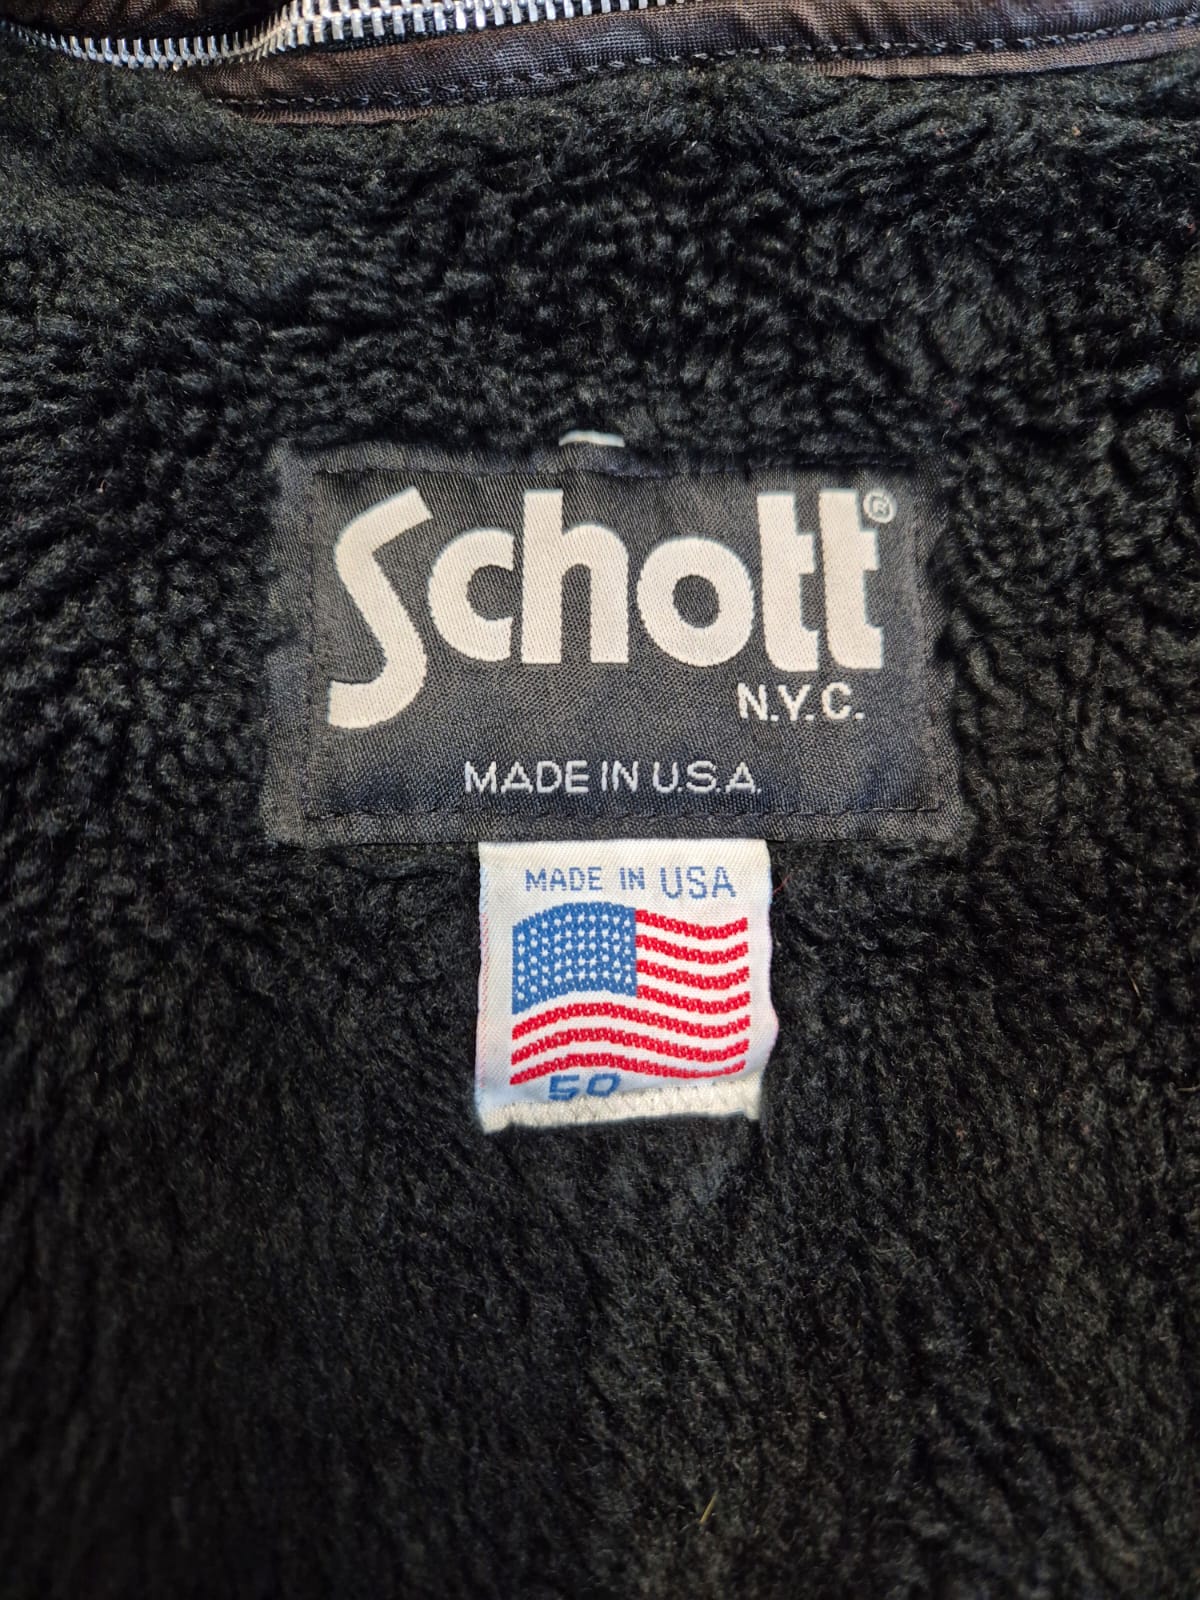 Schott®
N.Y.C.
MADE IN U.S.A.
MADE IN USA
50